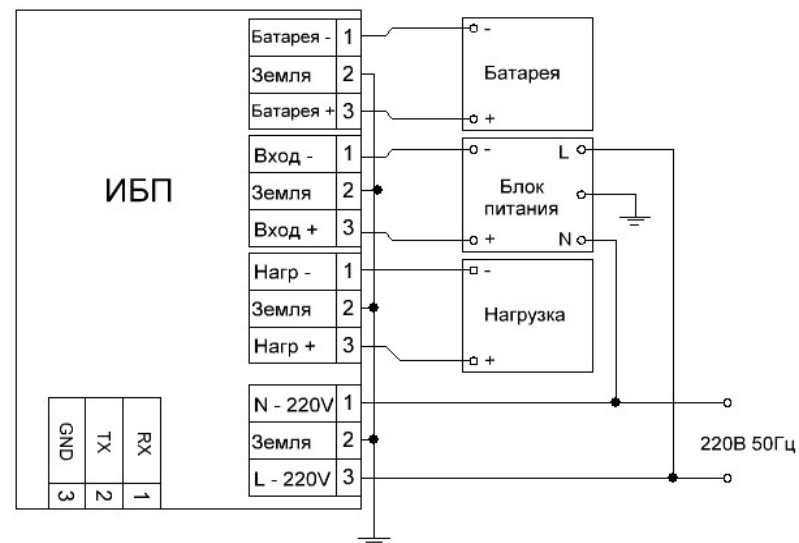 ИБП
Батарея - 1
Земля 2
Батарея + 3
Вход - 1
Земля 2
Вход + 3
Нагр - 1
Земля 2
Нагр + 3
N - 220V 1
Земля 2
L - 220V 3
GND 3
TX 2
RX 1
-
Батарея
+
- L
Блок
питания
+ N
-
Нагрузка
+
220В 50Гц